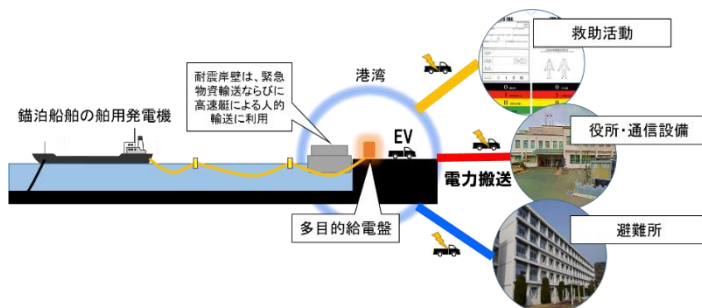 救助活動
港湾
耐震岸壁は、緊急
物資輸送ならびに
高速艇による人的
輸送に利用
錨泊船舶の舶用発電機
EV
役所・通信設備
電力搬送
多目的給電盤
避難所